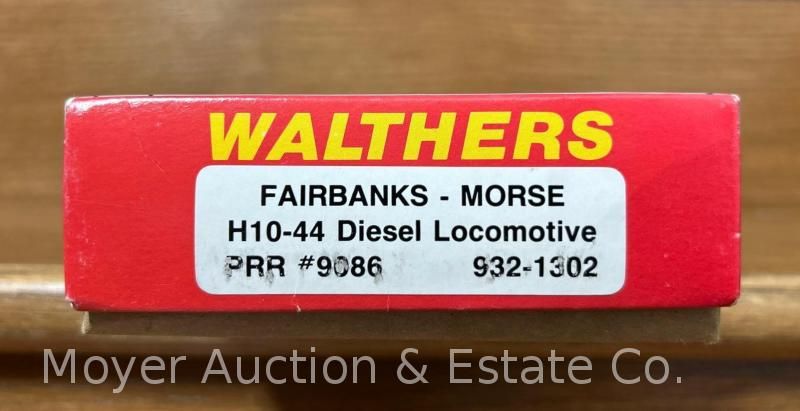 WALTHERS
FAIRBANKS - MORSE
H10-44 Diesel Locomotive
PRR #9086 932-1302
Moyer Auction & Estate Co.